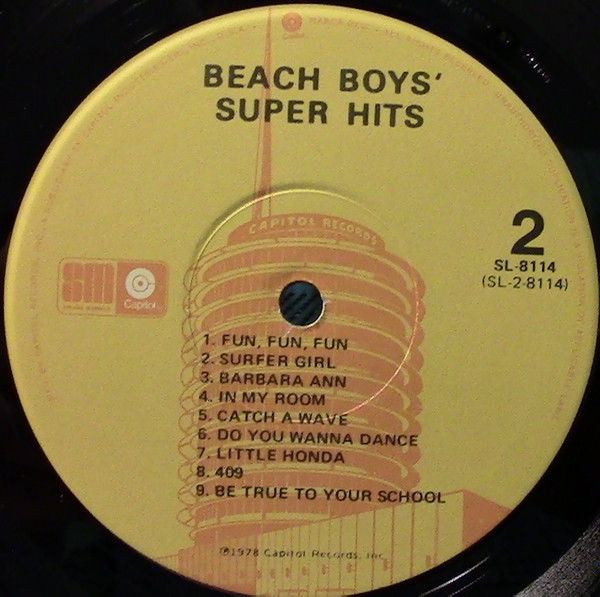 BEACH BOYS'
SUPER HITS
CAPITOL RECORDS
2
SL-8114
(SL-2-8114)
sm
Capitol
1. FUN, FUN, FUN
2. SURFER GIRL
3. BARBARA ANN
4. IN MY ROOM
5. CATCH A WAVE
6. DO YOU WANNA DANCE
7. LITTLE HONDA
8. 409
9. BE TRUE TO YOUR SCHOOL
℗1978 Capitol Records, Inc.